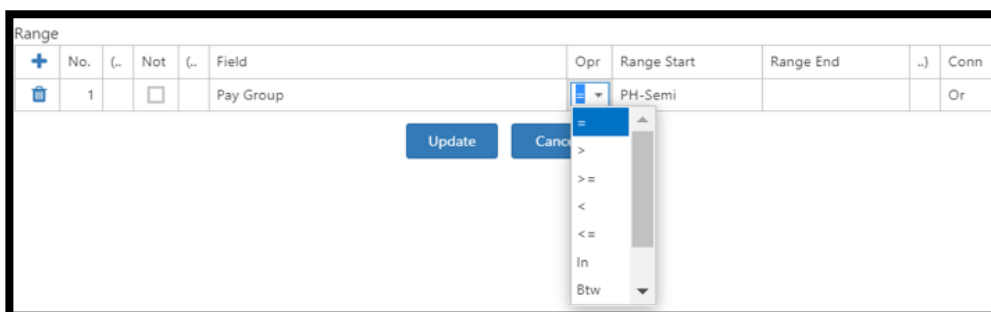 Range
No. (.. Not (.. Field Opr Range Start Range End ..) Conn
1 Pay Group = PH-Semi Or
Update Canc
=
>
>=
<
<=
In
Btw